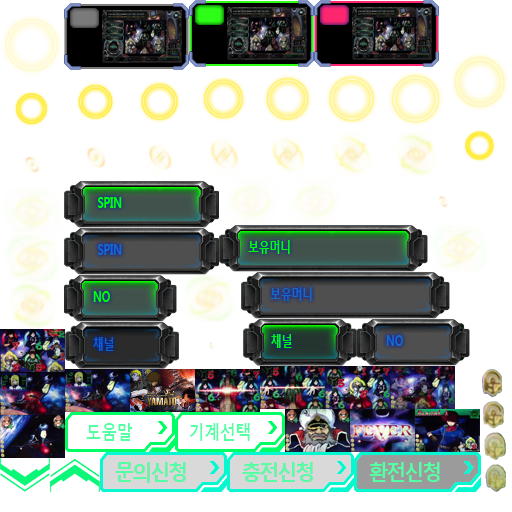 SPIN
SPIN
보유머니
NO
보유머니
채널
채널
NO
YAMATO
도움말
기계선택
FEVER
문의신청
충전신청
환전신청